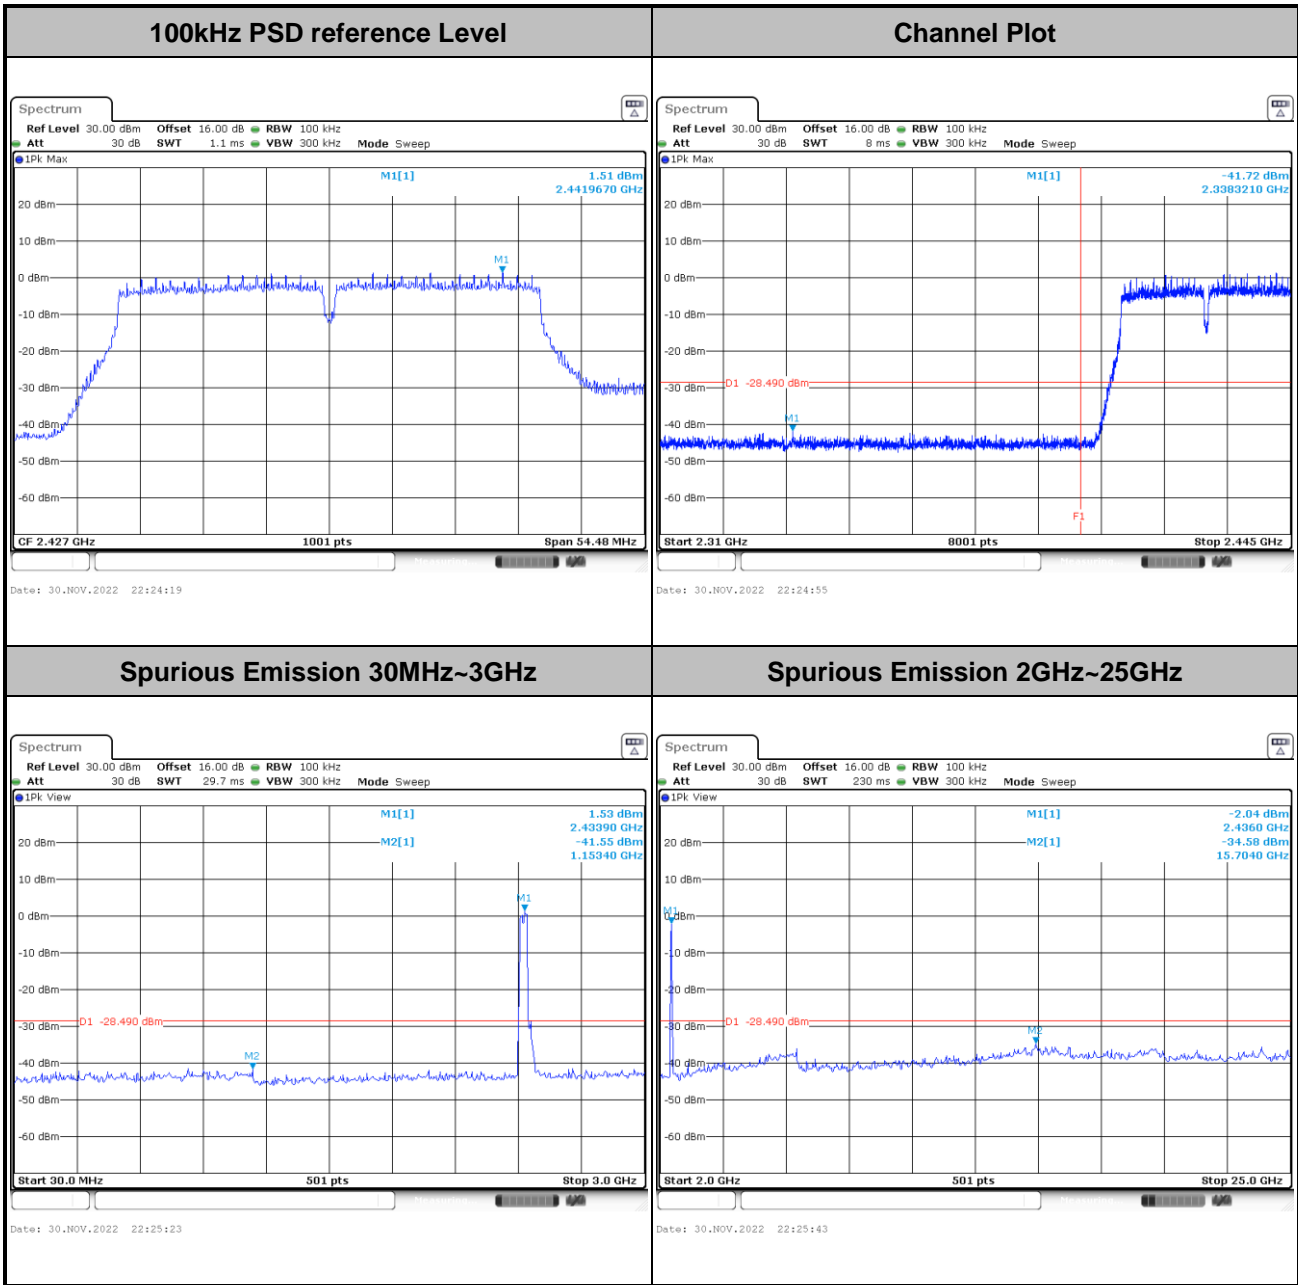 100kHz PSD reference Level
Channel Plot
Spectrum
Ref Level 30.00 dBm Offset 16.00 dB RBW 100 kHz
Att 30 dB SWT 1.1 ms VBW 300 kHz Mode Sweep
1Pk Max
M1[1] 1.51 dBm
2.4419670 GHz
20 dBm
10 dBm
M1
0 dBm
-10 dBm
-20 dBm
-30 dBm
-40 dBm
-50 dBm
-60 dBm
CF 2.427 GHz 1001 pts Span 54.48 MHz
Measuring...
Date: 30.NOV.2022 22:24:19
Spectrum
Ref Level 30.00 dBm Offset 16.00 dB RBW 100 kHz
Att 30 dB SWT 8 ms VBW 300 kHz Mode Sweep
1Pk Max
M1[1] -41.72 dBm
2.3383210 GHz
20 dBm
10 dBm
0 dBm
-10 dBm
-20 dBm
D1 -28.490 dBm
-30 dBm
M1
-40 dBm
-50 dBm
-60 dBm
F1
Start 2.31 GHz 8001 pts Stop 2.445 GHz
Measuring...
Date: 30.NOV.2022 22:24:55
Spurious Emission 30MHz~3GHz
Spurious Emission 2GHz~25GHz
Spectrum
Ref Level 30.00 dBm Offset 16.00 dB RBW 100 kHz
Att 30 dB SWT 29.7 ms VBW 300 kHz Mode Sweep
1Pk View
M1[1] 1.53 dBm
2.43390 GHz
20 dBm M2[1] -41.55 dBm
1.15340 GHz
10 dBm
M1
0 dBm
-10 dBm
-20 dBm
D1 -28.490 dBm
-30 dBm
M2
-40 dBm
-50 dBm
-60 dBm
Start 30.0 MHz 501 pts Stop 3.0 GHz
Measuring...
Date: 30.NOV.2022 22:25:23
Spectrum
Ref Level 30.00 dBm Offset 16.00 dB RBW 100 kHz
Att 30 dB SWT 230 ms VBW 300 kHz Mode Sweep
1Pk View
M1[1] -2.04 dBm
2.4360 GHz
20 dBm M2[1] -34.58 dBm
15.7040 GHz
10 dBm
M1
0 dBm
-10 dBm
-20 dBm
D1 -28.490 dBm
-30 dBm
M2
-40 dBm
-50 dBm
-60 dBm
Start 2.0 GHz 501 pts Stop 25.0 GHz
Measuring...
Date: 30.NOV.2022 22:25:43